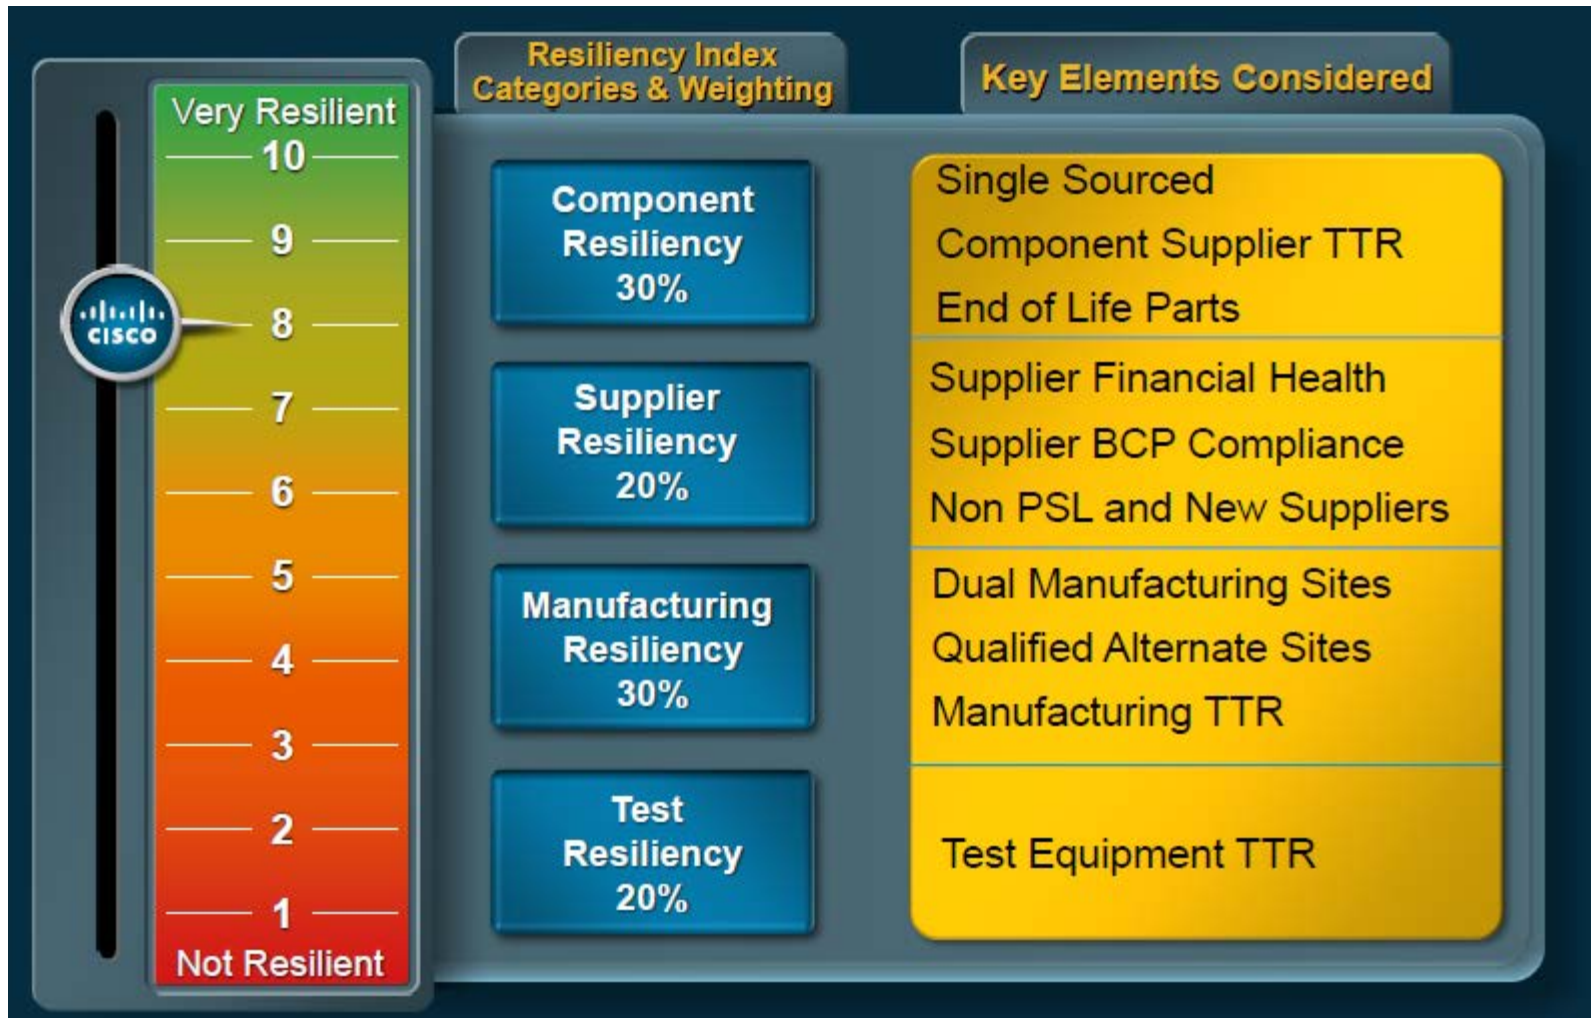 Resiliency Index
Categories & Weighting
Key Elements Considered
Very Resilient
10
9
8
7
6
5
4
3
2
1
Not Resilient
CISCO
Component
Resiliency
30%
Supplier
Resiliency
20%
Manufacturing
Resiliency
30%
Test
Resiliency
20%
Single Sourced
Component Supplier TTR
End of Life Parts
Supplier Financial Health
Supplier BCP Compliance
Non PSL and New Suppliers
Dual Manufacturing Sites
Qualified Alternate Sites
Manufacturing TTR
Test Equipment TTR